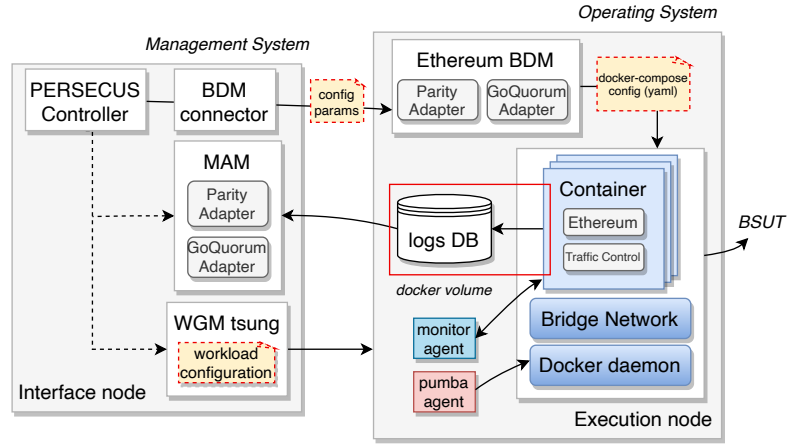 Management System
Operating System
PERSECUS
Controller
BDM
connector
config
params
Ethereum BDM
Parity
Adapter
GoQuorum
Adapter
docker-compose
config (yaml)
MAM
Parity
Adapter
GoQuorum
Adapter
logs DB
docker volume
Container
Ethereum
Traffic Control
BSUT
WGM tsung
workload
configuration
monitor
agent
pumba
agent
Bridge Network
Docker daemon
Interface node
Execution node